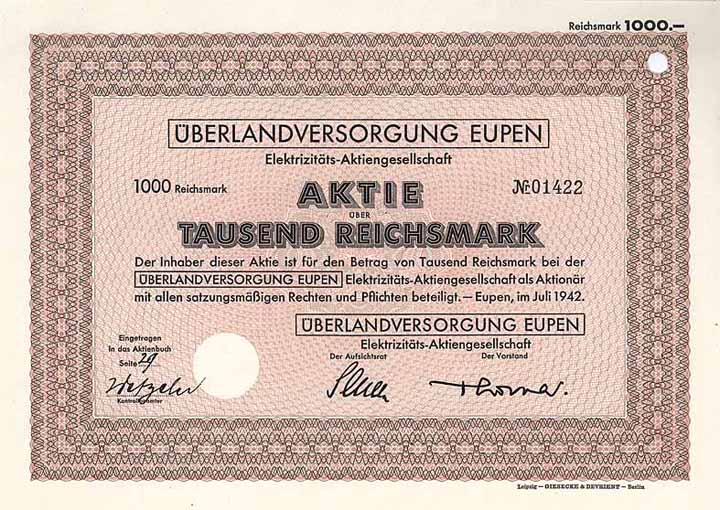 Reichsmark 1000.—
ÜBERLANDVERSORGUNG EUPEN
Elektrizitäts-Aktiengesellschaft
1000 Reichsmark AKTIE № 01422
ÜBER
TAUSEND REICHSMARK
Der Inhaber dieser Aktie ist für den Betrag von Tausend Reichsmark bei der
ÜBERLANDVERSORGUNG EUPEN Elektrizitäts-Aktiengesellschaft als Aktionär
mit allen satzungsmäßigen Rechten und Pflichten beteiligt. — Eupen, im Juli 1942.
ÜBERLANDVERSORGUNG EUPEN
Elektrizitäts-Aktiengesellschaft
Der Aufsichtsrat Der Vorstand
Eingetragen
in das Aktienbuch
Seite 29
Kontrollbeamter
Leipzig — GIESECKE & DEVRIENT — Berlin